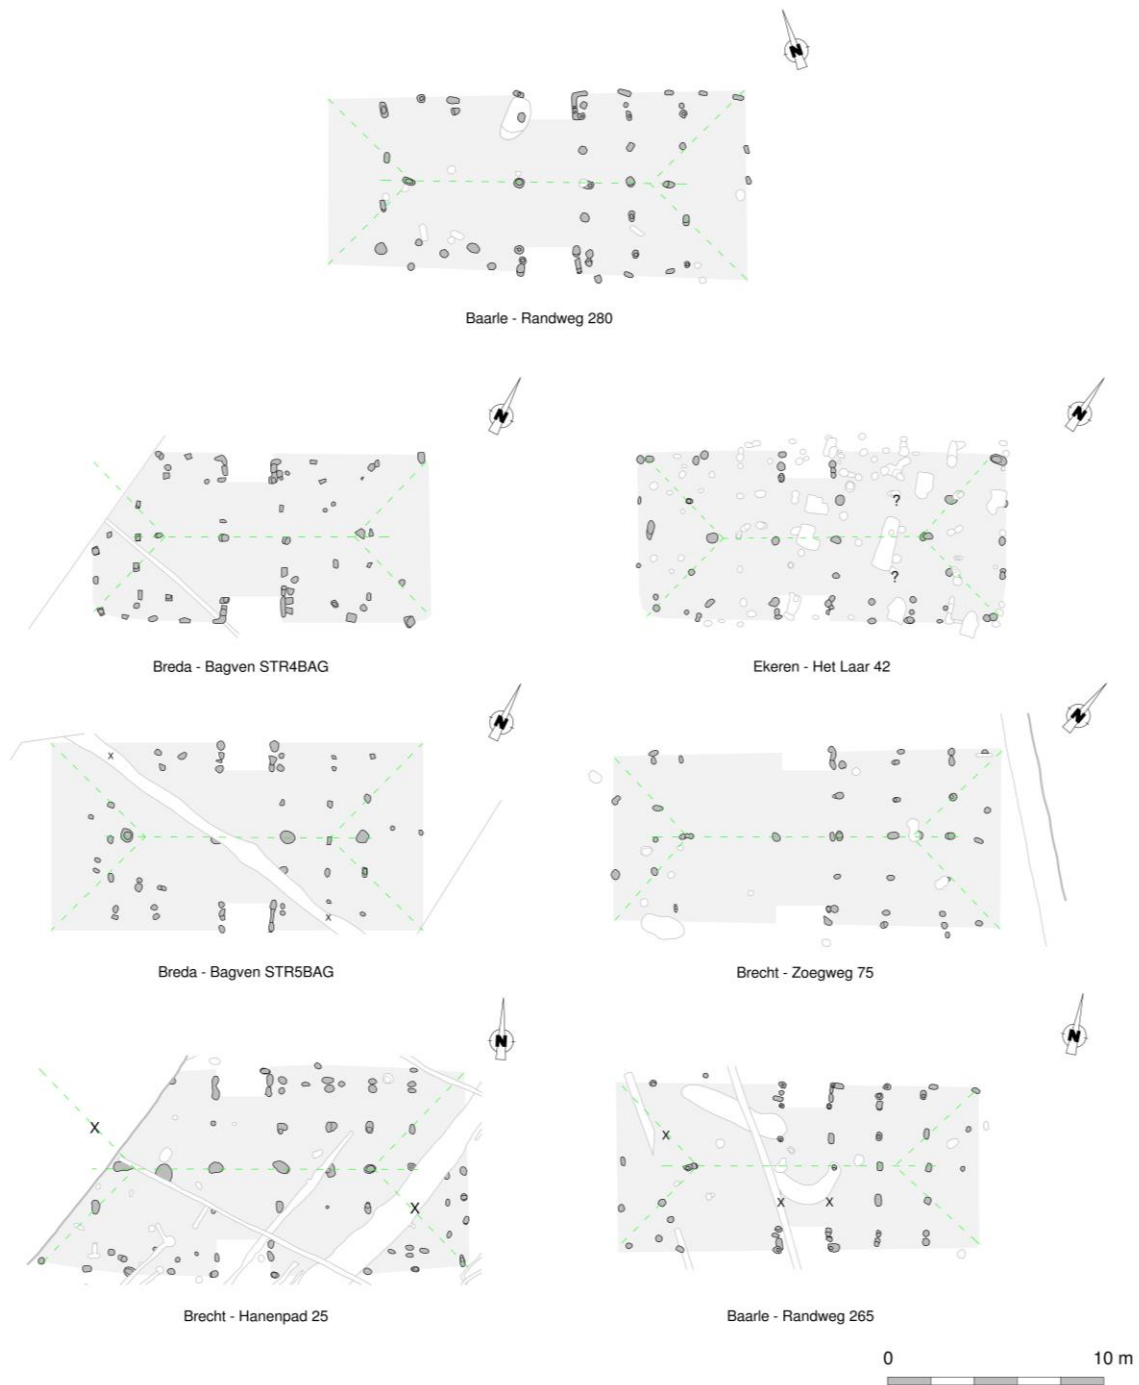 N
Baarle - Randweg 280
N
N
? 
?
Breda - Bagven STR4BAG
Ekeren - Het Laar 42
N
N
x
x
Breda - Bagven STR5BAG
Brecht - Zoegweg 75
N
N
X
X
X
X X
Brecht - Hanenpad 25
Baarle - Randweg 265
0 10 m